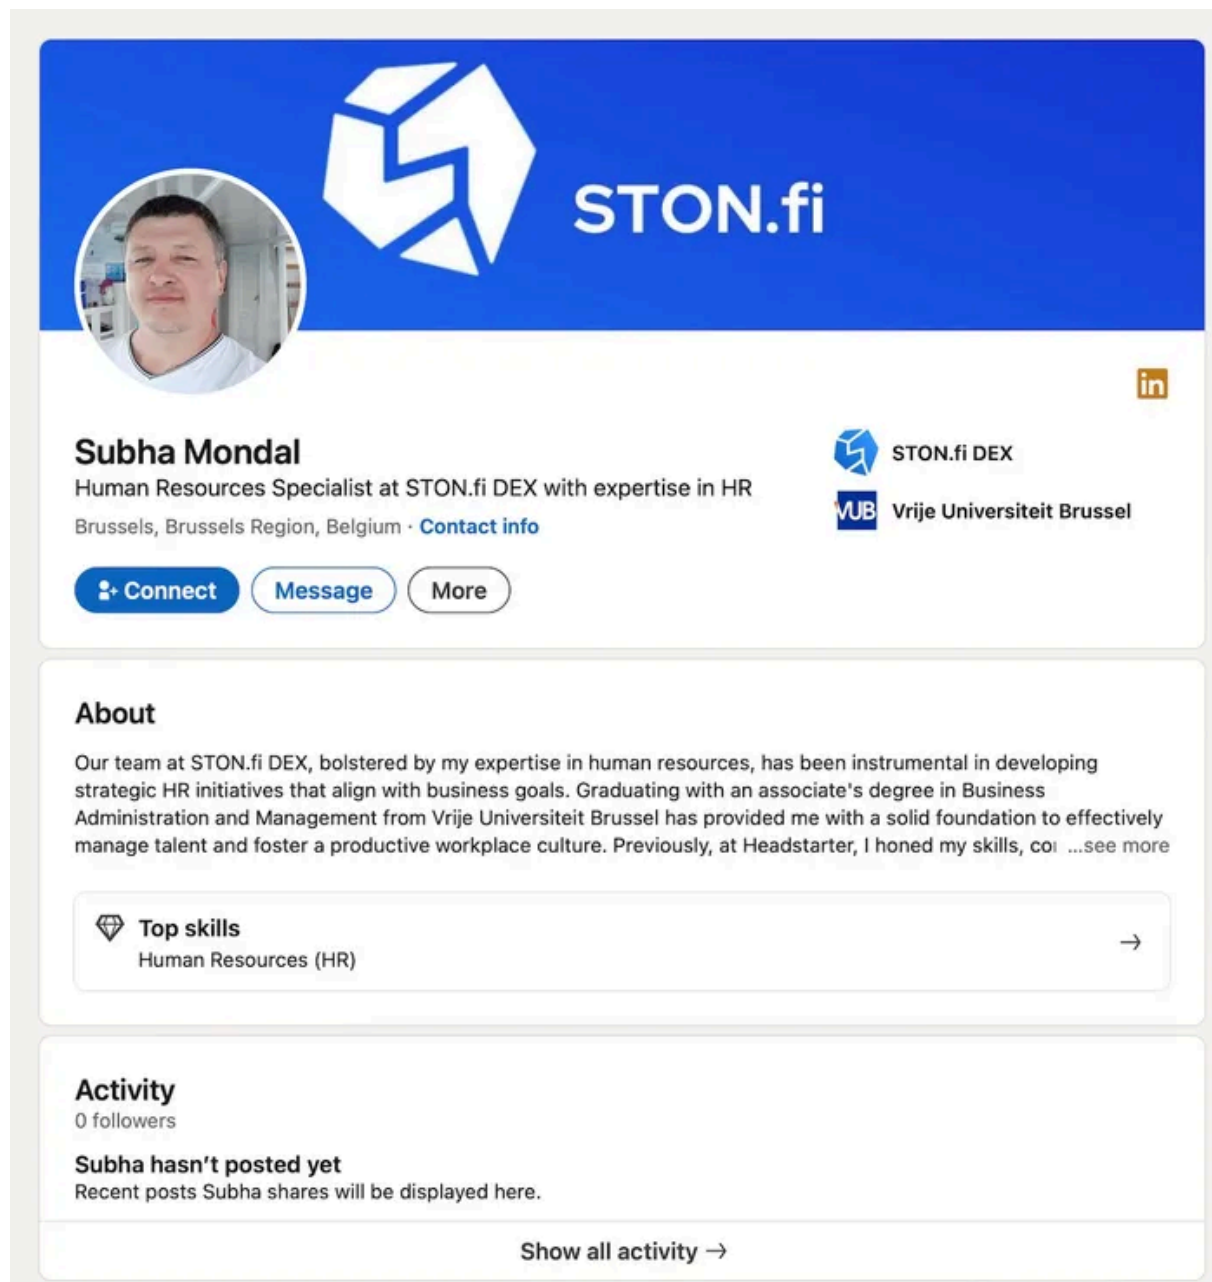 STON.fi
in
Subha Mondal
Human Resources Specialist at STON.fi DEX with expertise in HR
Brussels, Brussels Region, Belgium · Contact info
STON.fi DEX
VUB Vrije Universiteit Brussel
Connect Message More
About
Our team at STON.fi DEX, bolstered by my expertise in human resources, has been instrumental in developing
strategic HR initiatives that align with business goals. Graduating with an associate's degree in Business
Administration and Management from Vrije Universiteit Brussel has provided me with a solid foundation to effectively
manage talent and foster a productive workplace culture. Previously, at Headstarter, I honed my skills, ...see more
Top skills
Human Resources (HR)
Activity
0 followers
Subha hasn't posted yet
Recent posts Subha shares will be displayed here.
Show all activity →